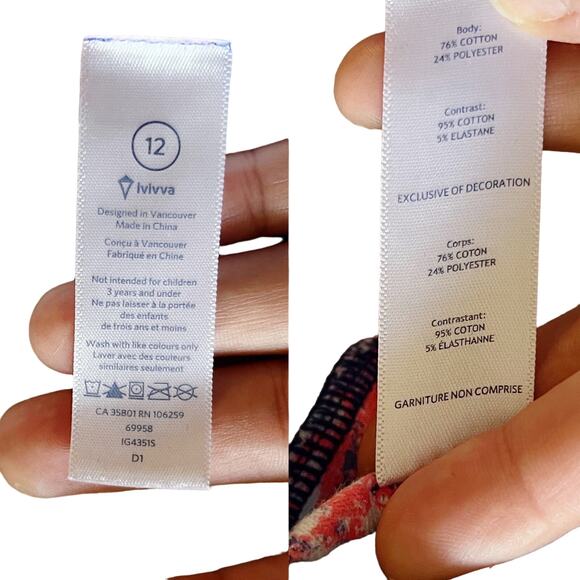 12
ivivva
Designed in Vancouver
Made in China
Conçu à Vancouver
Fabriqué en Chine
Not intended for children
3 years and under
Ne pas laisser à la portée
des enfants
de trois ans et moins
Wash with like colours only
Laver avec des couleurs
similaires seulement
CA 35801 RN 106259
69958
IG4351S
D1
Body:
76% COTTON
24% POLYESTER
Contrast:
95% COTTON
5% ELASTANE
EXCLUSIVE OF DECORATION
Corps:
76% COTON
24% POLYESTER
Contrastant:
95% COTON
5% ÉLASTHANNE
GARNITURE NON COMPRISE